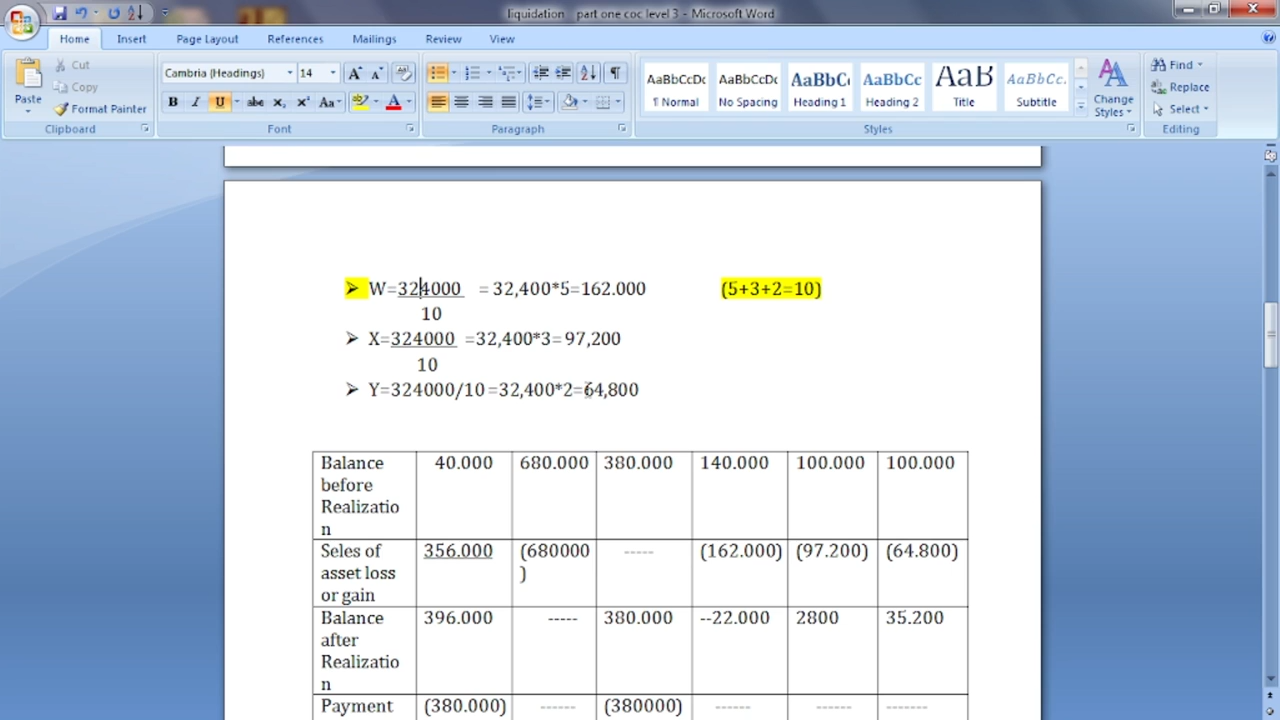 liquidation part one coc level 3 - Microsoft Word
Home Insert Page Layout References Mailings Review View
Paste
Cut
Copy
Format Painter
Clipboard
Cambria (Headings) 14
Font
Paragraph
AaBbCcDc AaBbCcDc AaBbC AaBbCc AaB AaBbCc.
¶ Normal No Spacing Heading 1 Heading 2 Title Subtitle
Change Styles
Styles
Find
Replace
Select
Editing
W=324000 = 32,400*5=162.000 (5+3+2=10)
10
X=324000 =32,400*3= 97,200
10
Y=324000/10 =32,400*2=64,800
Balance before Realizatio n 40.000 680.000 380.000 140.000 100.000 100.000
Seles of asset loss or gain 356.000 (680000 ) ----- (162.000) (97.200) (64.800)
Balance after Realizatio n 396.000 ----- 380.000 --22.000 2800 35.200
Payment (380.000) ------ (380000) ------ ------ -------